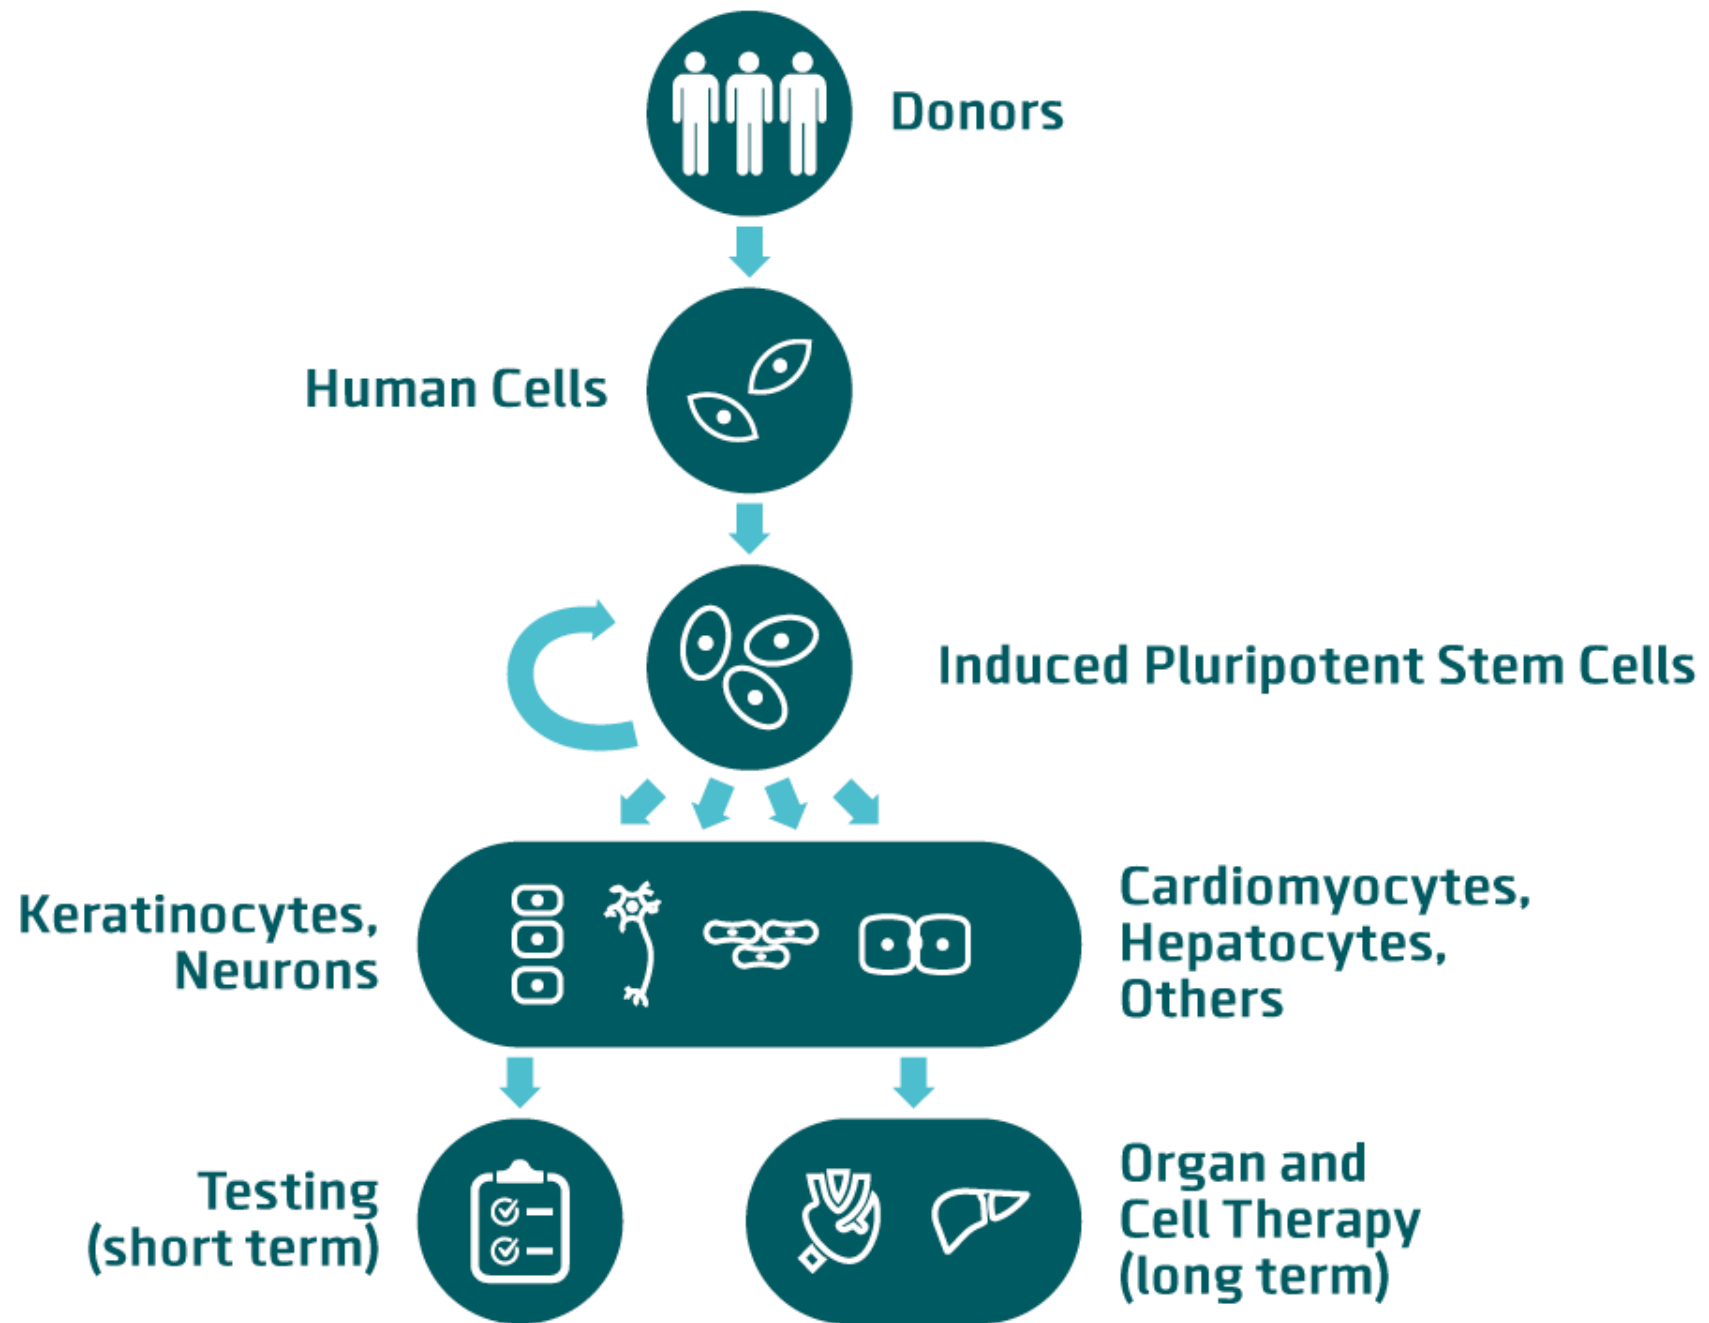 Donors
Human Cells
Induced Pluripotent Stem Cells
Keratinocytes,
Neurons
Cardiomyocytes,
Hepatocytes,
Others
Testing
(short term)
Organ and
Cell Therapy
(long term)